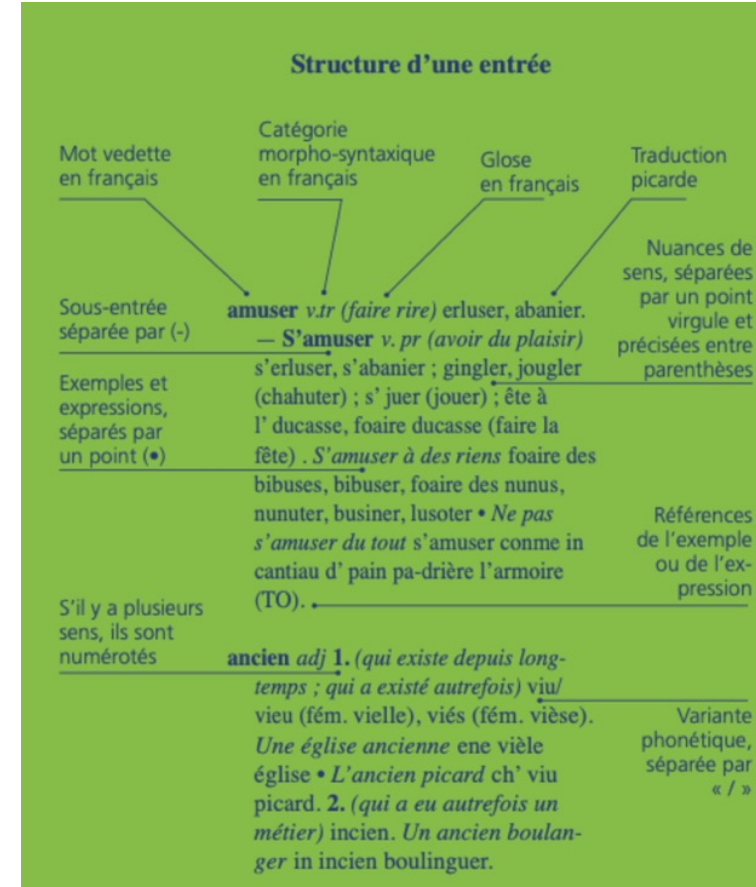 Structure d'une entrée
Mot vedette
en français
Catégorie
morpho-syntaxique
en français
Glose
en français
Traduction
picarde
Nuances de
sens, séparées
par un point
virgule et
précisées entre
parenthèses
Sous-entrée
séparée par (-)
Exemples et
expressions,
séparés par
un point (•)
amuser v.tr (faire rire) erluser, abanier.
— S'amuser v. pr (avoir du plaisir)
s'erluser, s'abanier ; gingler, jougler
(chahuter) ; s' juer (jouer) ; ête à
l' ducasse, foaire ducasse (faire la
fête) . S'amuser à des riens foaire des
bibuses, bibuser, foaire des nunus,
nunuter, businer, lusoter • Ne pas
s'amuser du tout s'amuser conme in
cantiau d' pain pa-drière l'armoire
(TO).
Références
de l'exemple
ou de l'ex-
pression
S'il y a plusieurs
sens, ils sont
numérotés
ancien adj 1. (qui existe depuis long-
temps ; qui a existé autrefois) viu/
vieu (fém. vielle), viés (fém. vièse).
Une église ancienne ene vièle
église • L'ancien picard ch' viu
picard. 2. (qui a eu autrefois un
métier) incien. Un ancien boulan-
ger in incien boulinguer.
Variante
phonétique,
séparée par
« / »